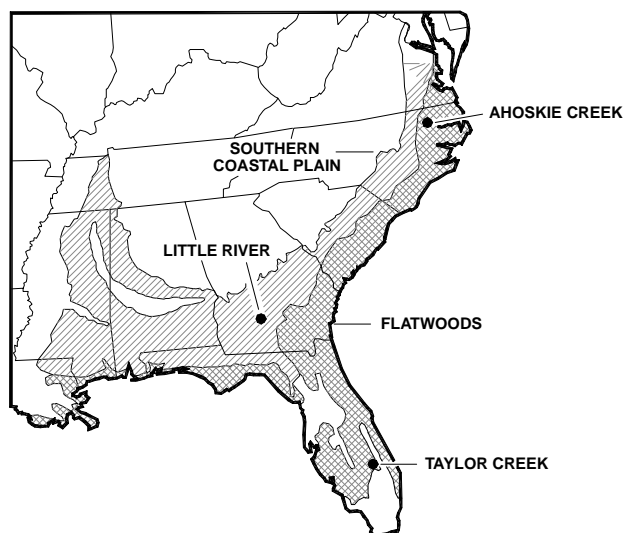 AHOSKIE CREEK
SOUTHERN
COASTAL PLAIN
LITTLE RIVER
FLATWOODS
TAYLOR CREEK